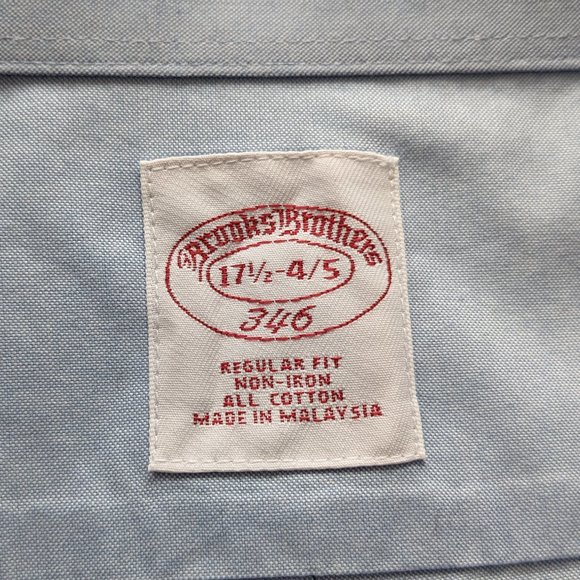 Brooks Brothers
17½-4/5
346
REGULAR FIT
NON-IRON
ALL COTTON
MADE IN MALAYSIA